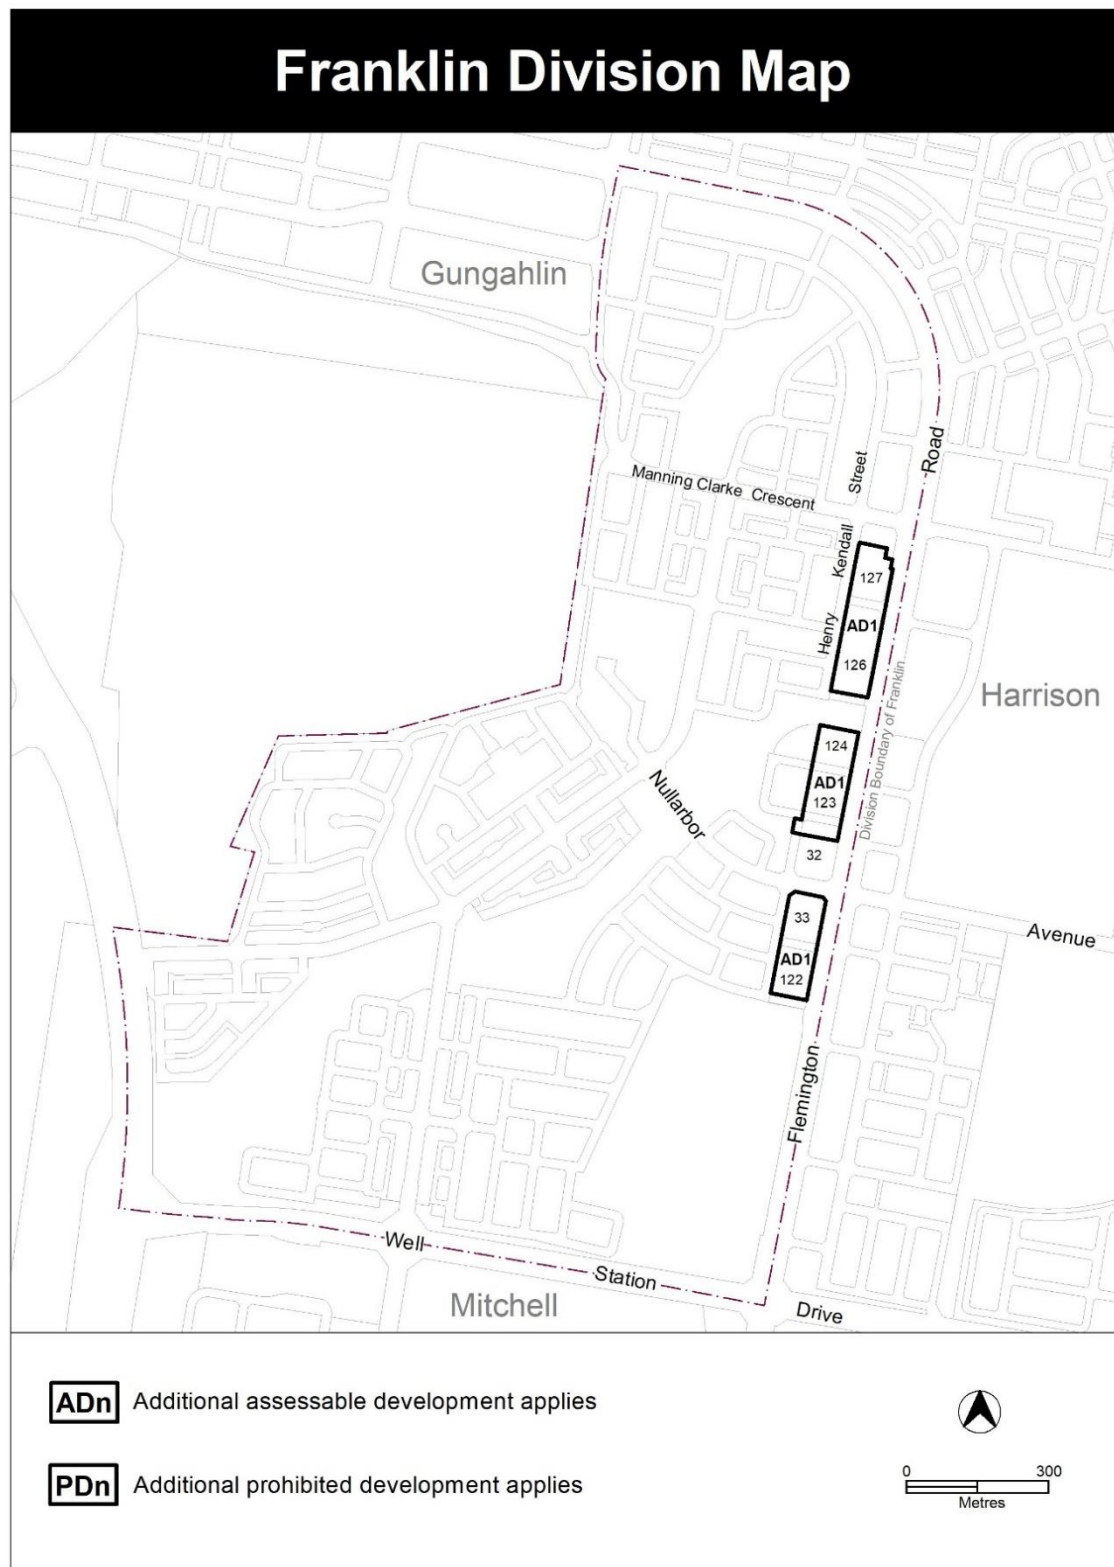 Franklin Division Map
Gungahlin
Manning Clarke Crescent
Street
Road
Kendall
Henry
127
AD1
126
Harrison
Division Boundary of Franklin
124
AD1
123
Nullarbor
32
33
Avenue
AD1
122
Flemington
Well
Station
Mitchell
Drive
ADn Additional assessable development applies
PDn Additional prohibited development applies
0 300
Metres